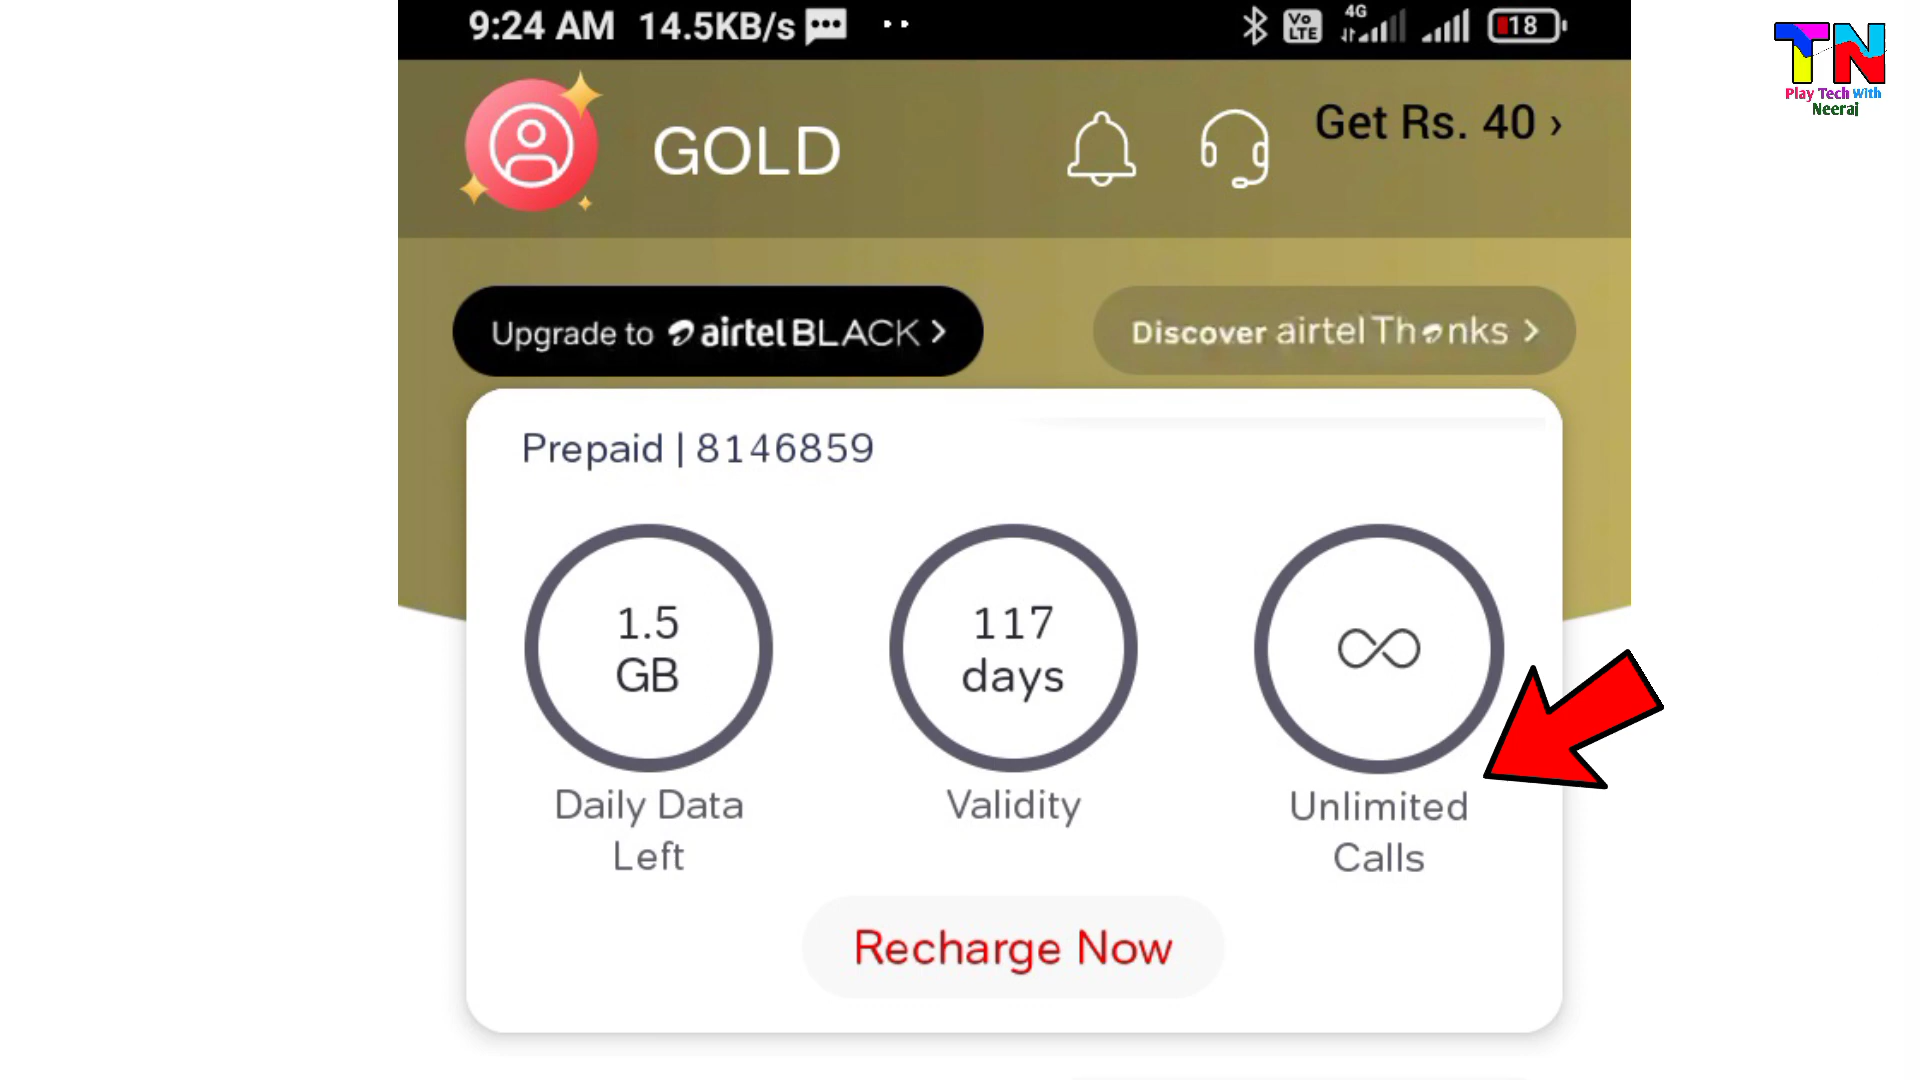 9:24 AM 14.5KB/s
Vo LTE 4G 18
TN
Play Tech With
Neeraj
GOLD
Get Rs. 40 ›
Upgrade to airtel BLACK >
Discover airtel Thanks >
Prepaid | 8146859
1.5
GB
117
days
∞
Daily Data
Left
Validity
Unlimited
Calls
Recharge Now